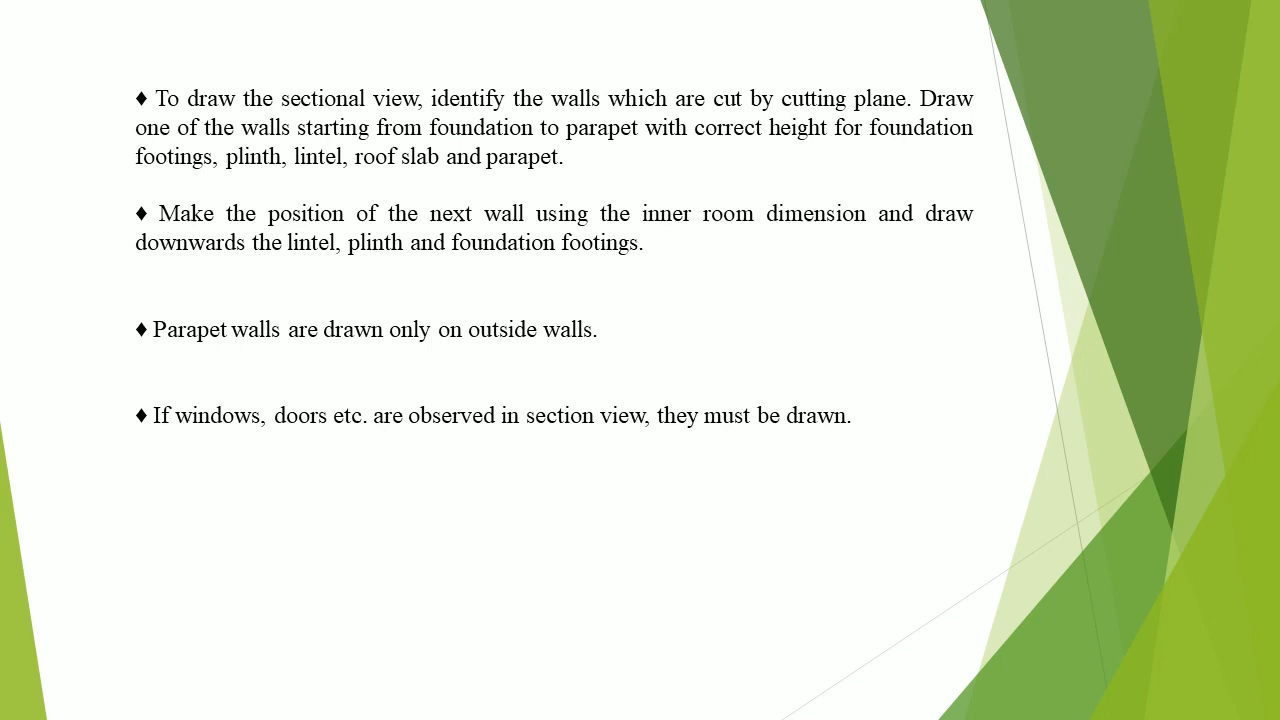 ♦ To draw the sectional view, identify the walls which are cut by cutting plane. Draw
one of the walls starting from foundation to parapet with correct height for foundation
footings, plinth, lintel, roof slab and parapet.
♦ Make the position of the next wall using the inner room dimension and draw
downwards the lintel, plinth and foundation footings.
♦ Parapet walls are drawn only on outside walls.
♦ If windows, doors etc. are observed in section view, they must be drawn.